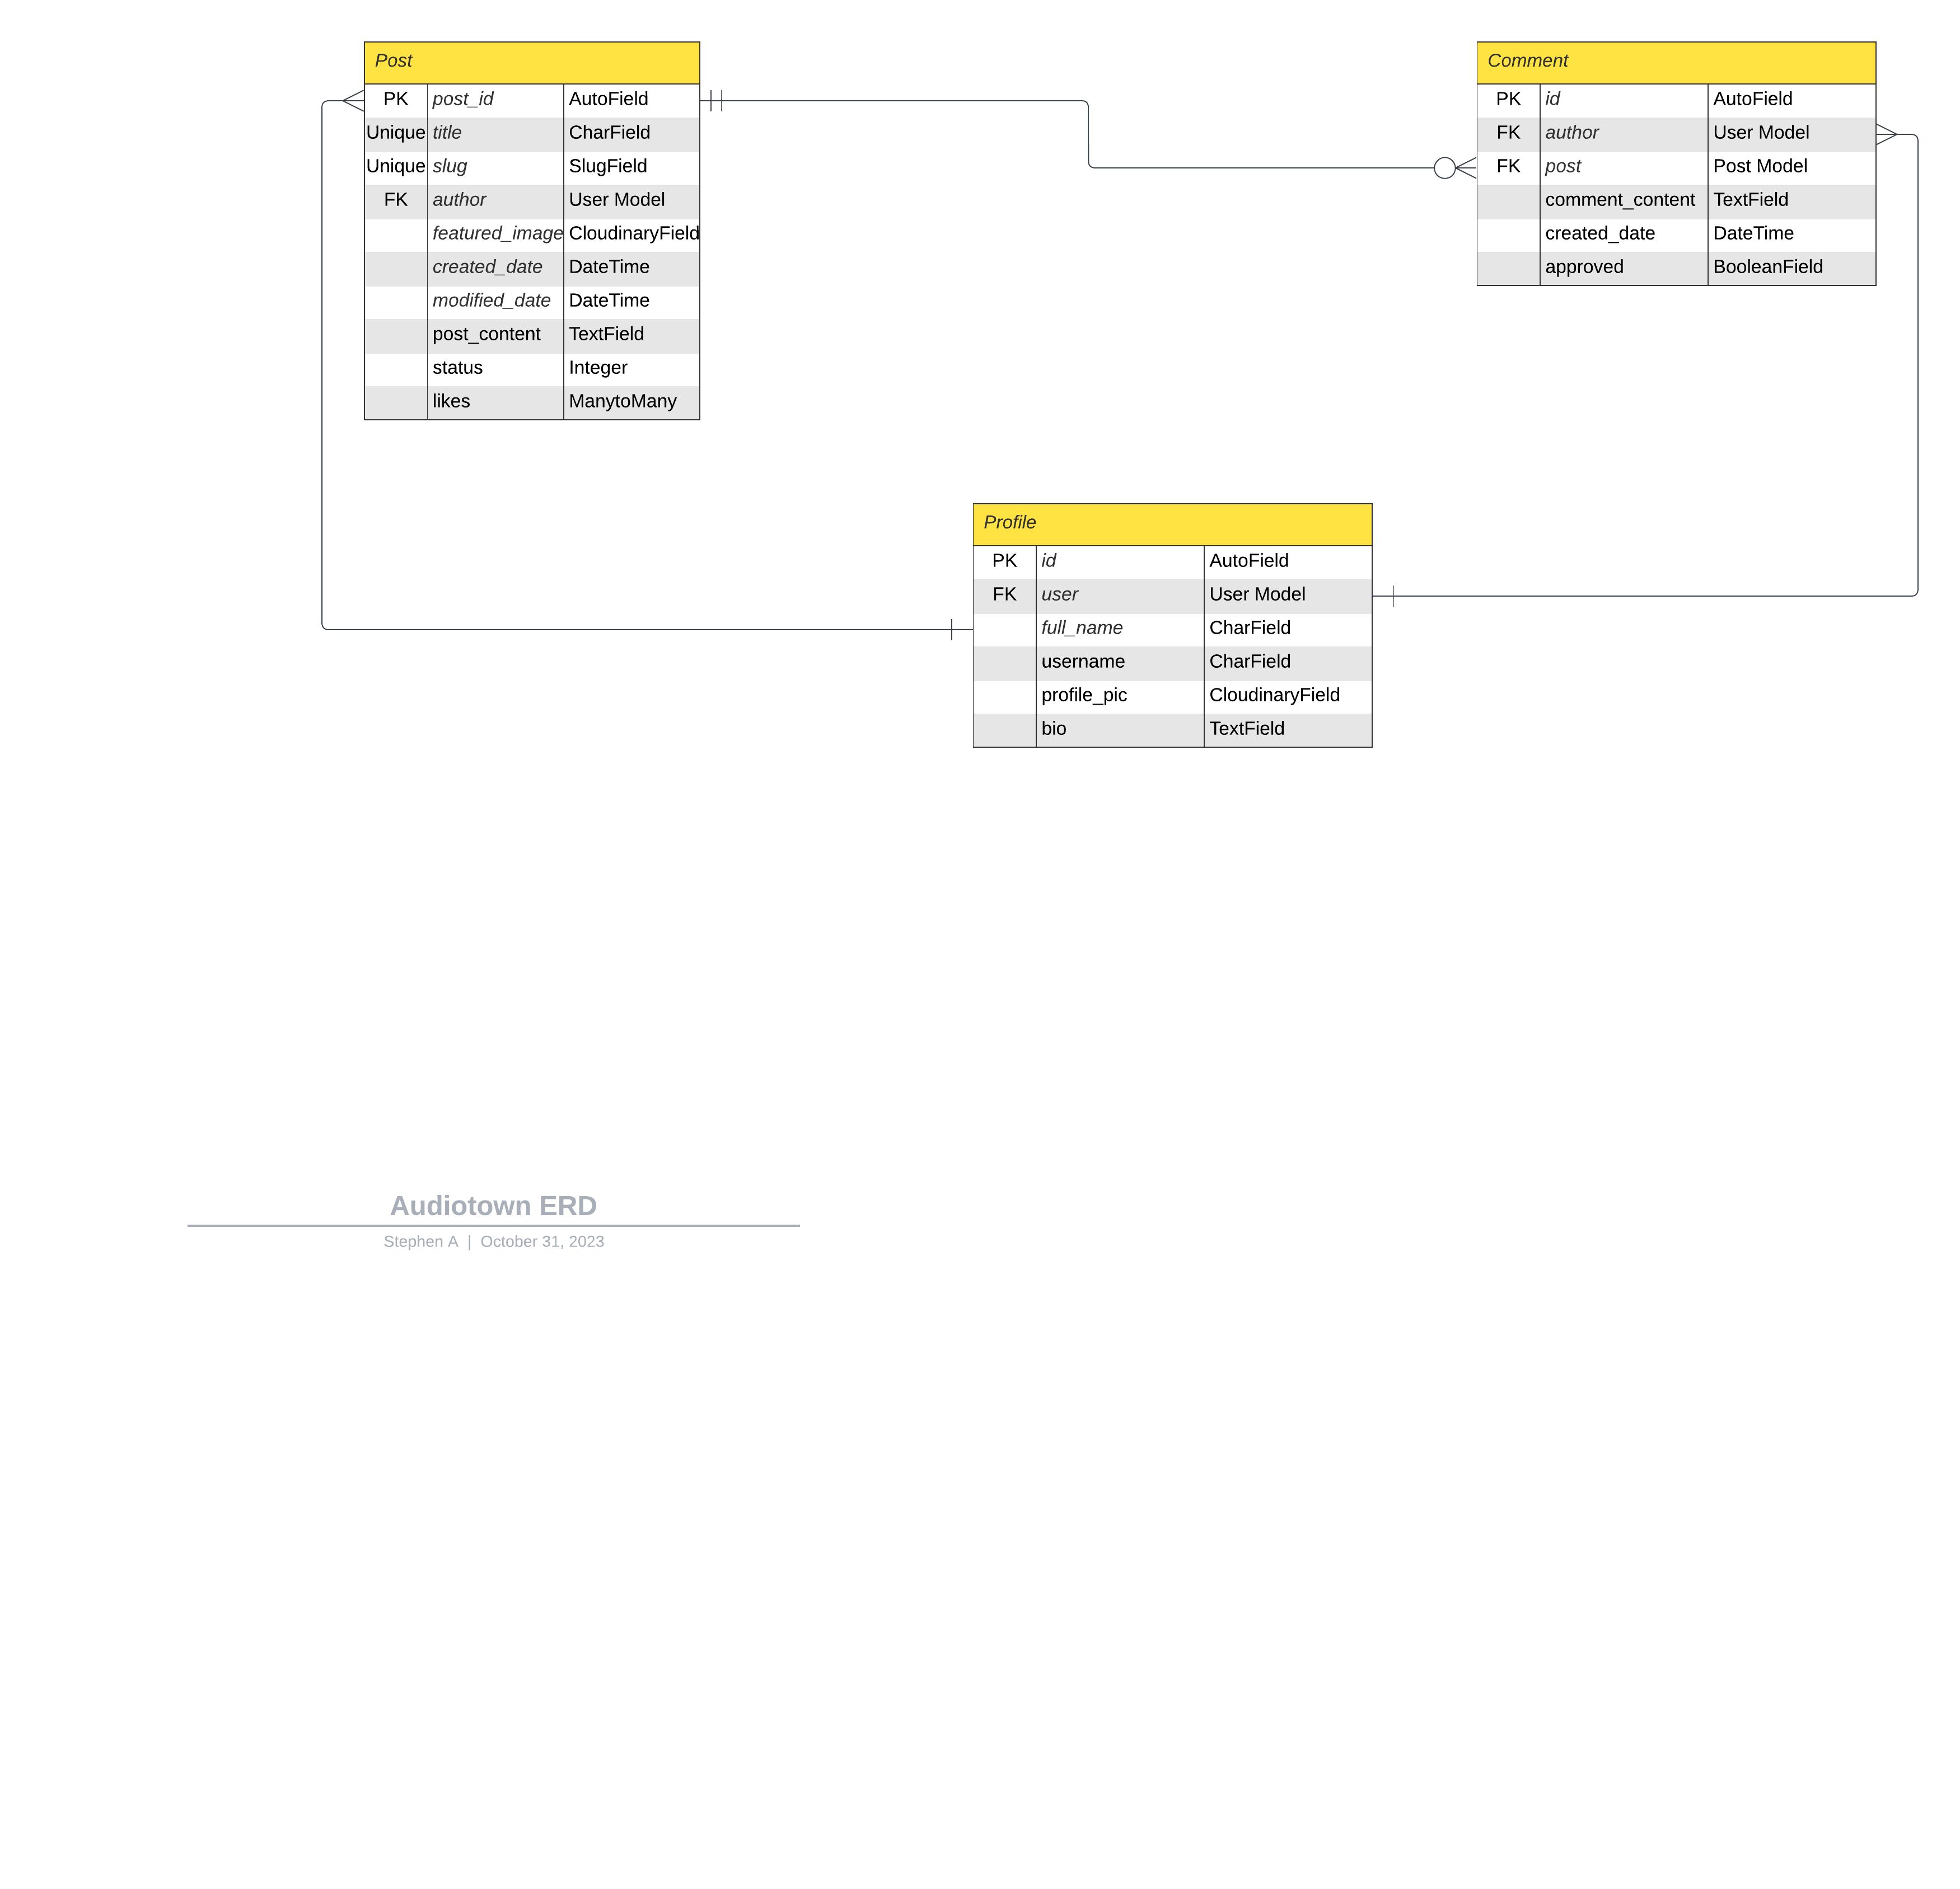 Post
PK post_id AutoField
Unique title CharField
Unique slug SlugField
FK author User Model
featured_image CloudinaryField
created_date DateTime
modified_date DateTime
post_content TextField
status Integer
likes ManytoMany
Comment
PK id AutoField
FK author User Model
FK post Post Model
comment_content TextField
created_date DateTime
approved BooleanField
Profile
PK id AutoField
FK user User Model
full_name CharField
username CharField
profile_pic CloudinaryField
bio TextField
Audiotown ERD
Stephen A | October 31, 2023